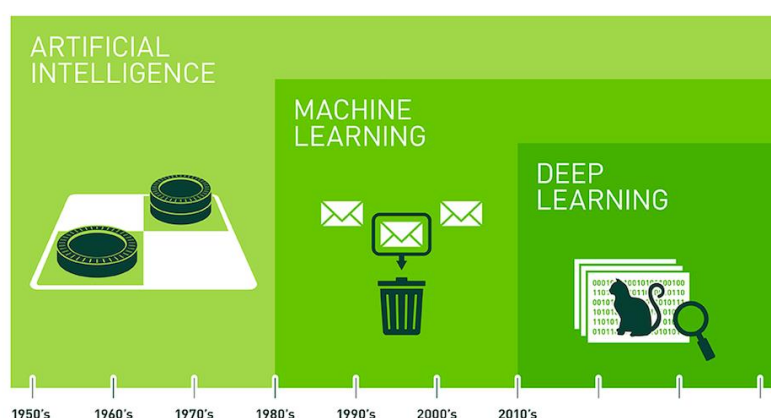 ARTIFICIAL
INTELLIGENCE
MACHINE
LEARNING
DEEP
LEARNING
1950's 1960's 1970's 1980's 1990's 2000's 2010's